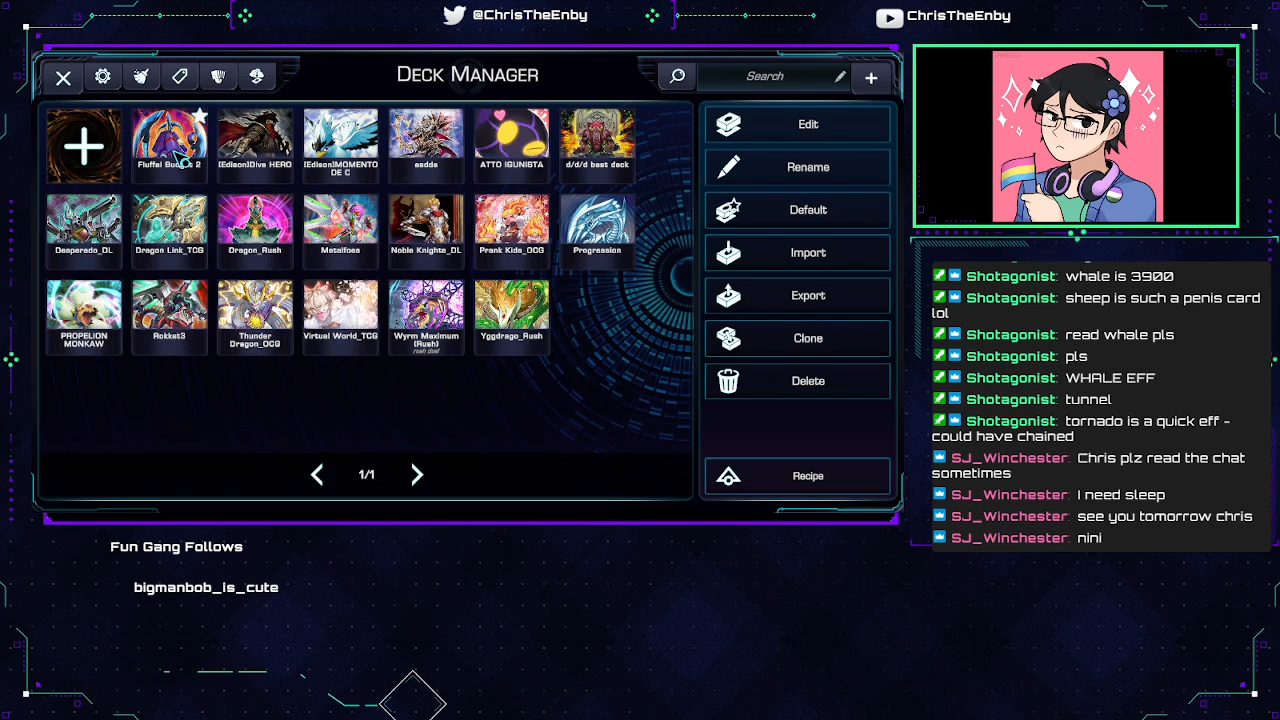 @ChrisTheEnby
ChrisTheEnby
Deck Manager
Search
Fluffal
2
(Edison)Diva HERO
(Edison)MOMENTO
DE C
asdds
ATTO IGUNISTA
d/d/d best deck
Desperado_DL
Dragon Link_TCG
Dragon_Rush
Metalfoes
Noble Knights_DL
Prank Kids_OCG
Progression
PROPELION
MONKAW
Rokket3
Thunder
Dragon_OCG
Virtual World_TCG
Wyrm Maximum
(Rush)
rush duel
Yggdrago_Rush
1/1
Edit
Rename
Default
Import
Export
Clone
Delete
Recipe
Shotagonist: whale is 3900
Shotagonist: sheep is such a penis card
lol
Shotagonist: read whale pls
Shotagonist: pls
Shotagonist: WHALE EFF
Shotagonist: tunnel
Shotagonist: tornado is a quick eff -
could have chained
SJ_Winchester: Chris plz read the chat
sometimes
SJ_Winchester: I need sleep
SJ_Winchester: see you tomorrow chris
SJ_Winchester: nini
Fun Gang Follows
bigmanbob_is_cute